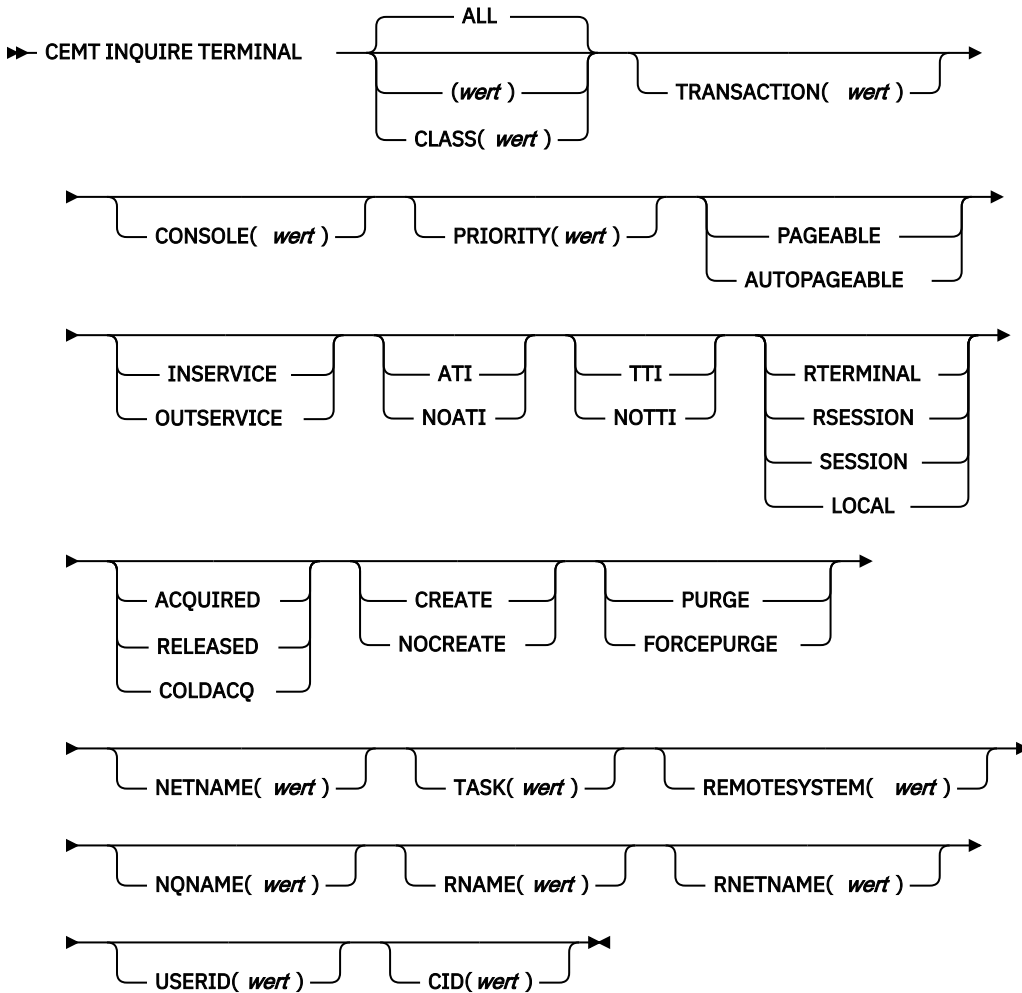 ALL
CEMT INQUIRE TERMINAL
(wert )
TRANSACTION( wert )
CLASS( wert )
CONSOLE( wert )
PRIORITY( wert )
PAGEABLE
AUTOPAGEABLE
INSERVICE
ATI
TTI
RTERMINAL
OUTSERVICE
NOATI
NOTTI
RSESSION
SESSION
LOCAL
ACQUIRED
CREATE
PURGE
RELEASED
NOCREATE
FORCEPURGE
COLDACQ
NETNAME( wert )
TASK( wert )
REMOTESYSTEM( wert )
NQNAME( wert )
RNAME( wert )
RNETNAME( wert )
USERID( wert )
CID( wert )